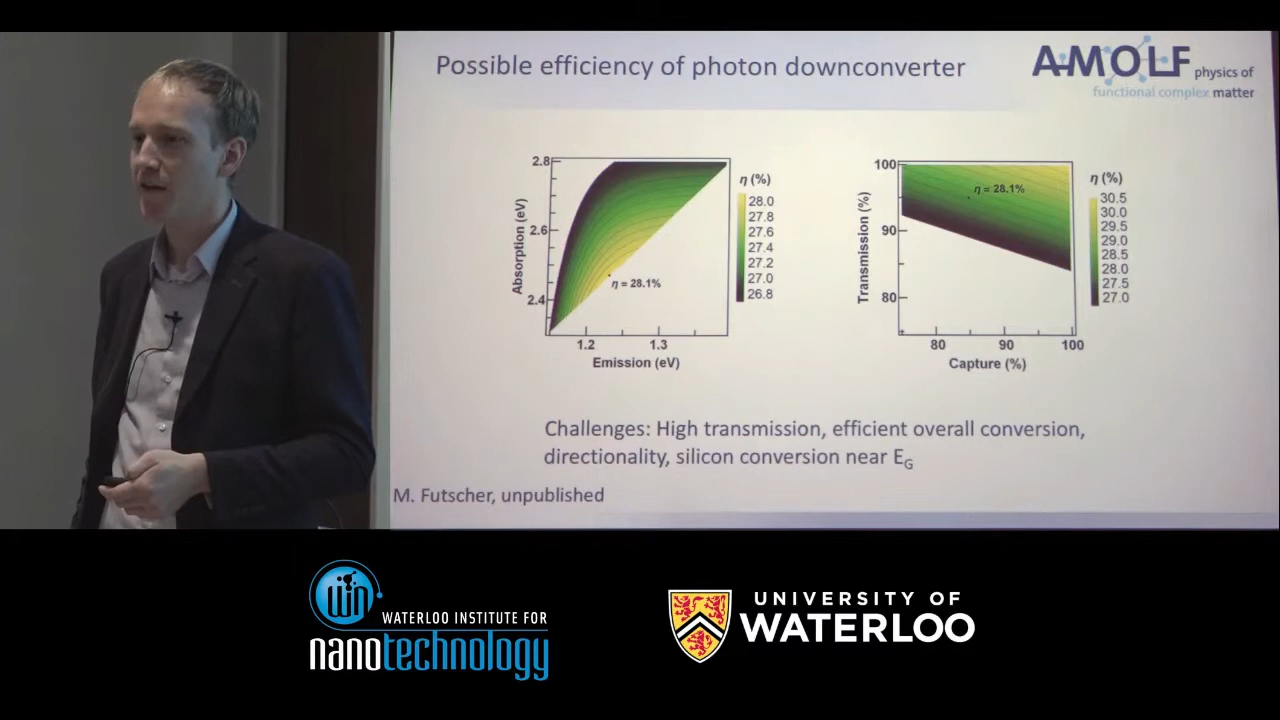 Possible efficiency of photon downconverter
AMOLF
physics of
functional complex matter
2.8
2.6
2.4
Absorption (eV)
1.2
1.3
Emission (eV)
η = 28.1%
η (%)
28.0
27.8
27.6
27.4
27.2
27.0
26.8
100
90
80
Transmission (%)
80
90
100
Capture (%)
η = 28.1%
η (%)
30.5
30.0
29.5
29.0
28.5
28.0
27.5
27.0
Challenges: High transmission, efficient overall conversion,
directionality, silicon conversion near EG
M. Futscher, unpublished
WIN
WATERLOO INSTITUTE FOR
nanotechnology
UNIVERSITY OF
WATERLOO